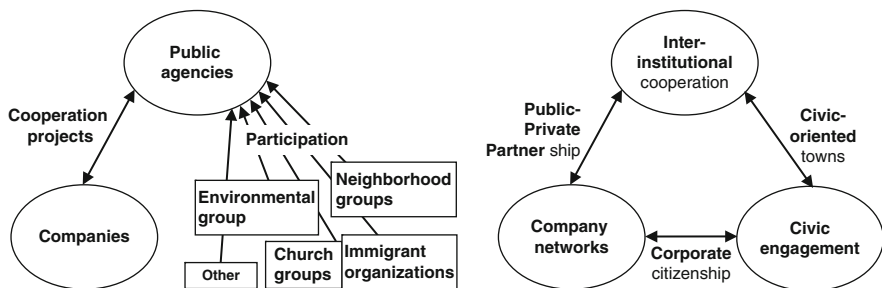 Public
agencies
Cooperation
projects
Participation
Environmental
group
Neighborhood
groups
Companies
Church
groups
Immigrant
organizations
Other
Inter-
institutional
cooperation
Public-
Private
Partner ship
Civic-
oriented
towns
Company
networks
Corporate
citizenship
Civic
engagement